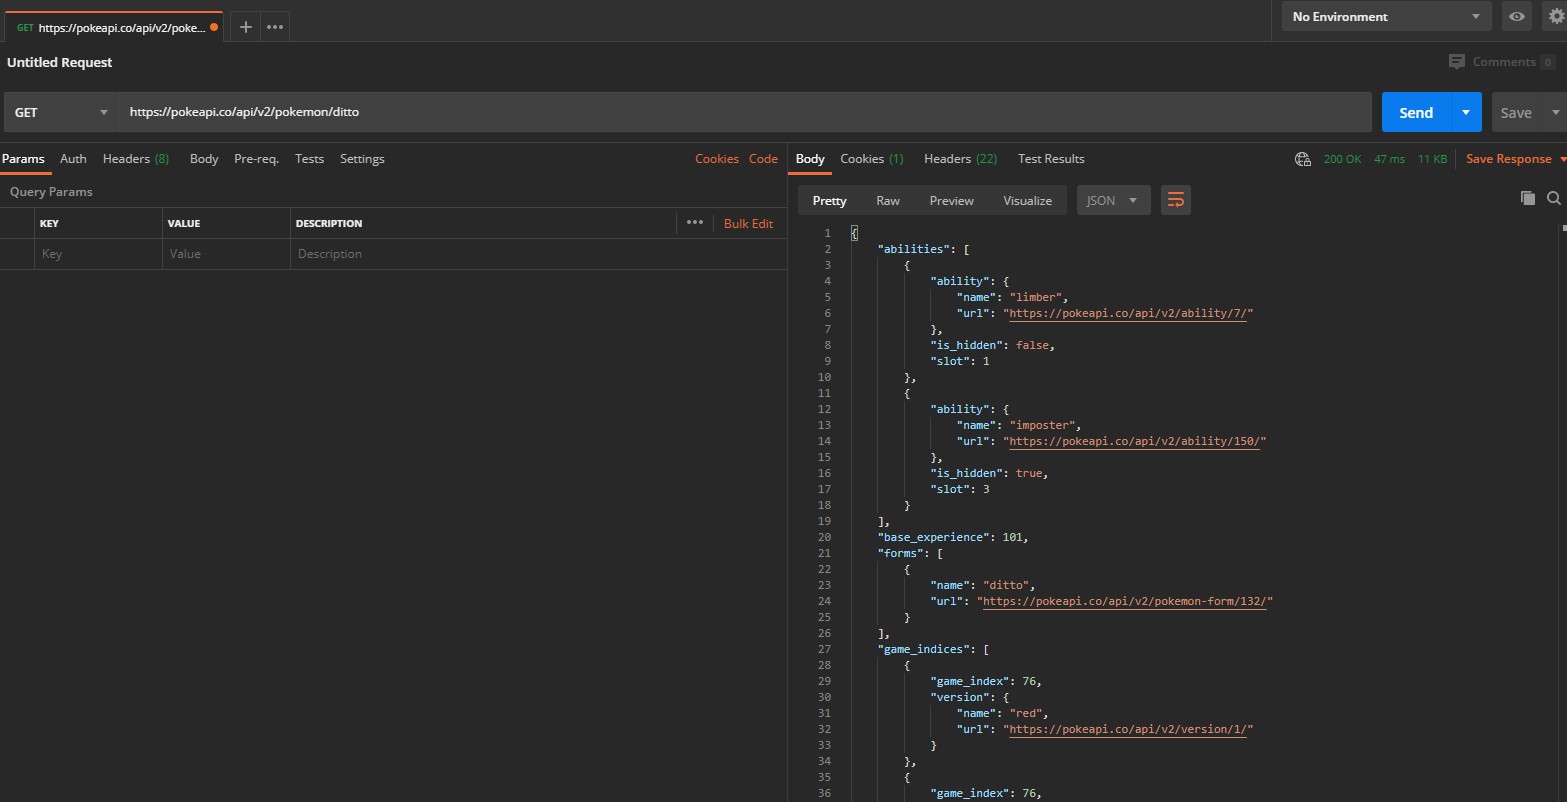 GET https://pokeapi.co/api/v2/poke... + •••
No Environment
Untitled Request
Comments 0
GET https://pokeapi.co/api/v2/pokemon/ditto
Send Save
Params Auth Headers (8) Body Pre-req. Tests Settings Cookies Code
Query Params
KEY VALUE DESCRIPTION ••• Bulk Edit
Key Value Description
Body Cookies (1) Headers (22) Test Results 200 OK 47 ms 11 KB Save Response
Pretty Raw Preview Visualize JSON
1 {
2 "abilities": [
3 {
4 "ability": {
5 "name": "limber",
6 "url": "https://pokeapi.co/api/v2/ability/7/"
7 },
8 "is_hidden": false,
9 "slot": 1
10 },
11 {
12 "ability": {
13 "name": "imposter",
14 "url": "https://pokeapi.co/api/v2/ability/150/"
15 },
16 "is_hidden": true,
17 "slot": 3
18 }
19 ],
20 "base_experience": 101,
21 "forms": [
22 {
23 "name": "ditto",
24 "url": "https://pokeapi.co/api/v2/pokemon-form/132/"
25 }
26 ],
27 "game_indices": [
28 {
29 "game_index": 76,
30 "version": {
31 "name": "red",
32 "url": "https://pokeapi.co/api/v2/version/1/"
33 }
34 },
35 {
36 "game_index": 76,